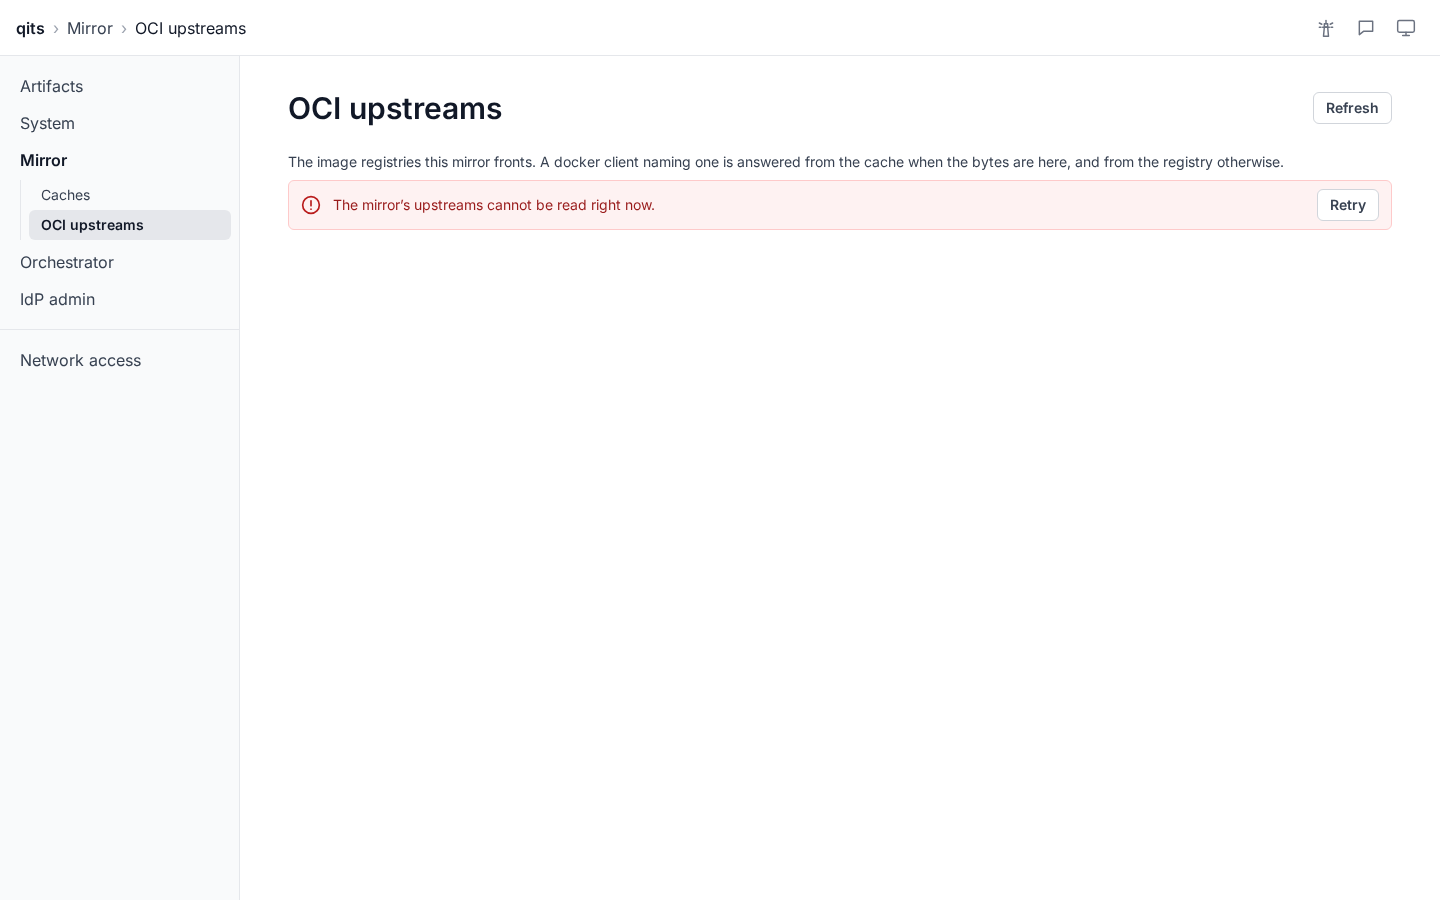 qits › Mirror › OCI upstreams
Artifacts
System
Mirror
Caches
OCI upstreams
Orchestrator
IdP admin
Network access
OCI upstreams
Refresh
The image registries this mirror fronts. A docker client naming one is answered from the cache when the bytes are here, and from the registry otherwise.
The mirror’s upstreams cannot be read right now.
Retry